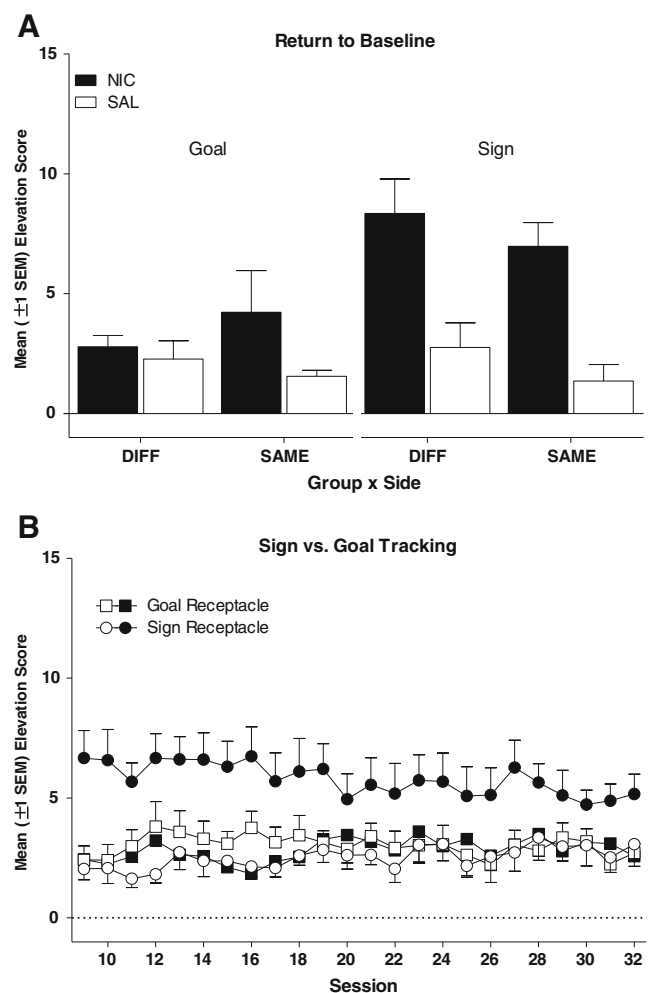 A
Return to Baseline
15
NIC
SAL
Goal
Sign
10
5
0
Mean (±1 SEM) Elevation Score
DIFF
SAME
DIFF
SAME
Group x Side
B
Sign vs. Goal Tracking
15
Goal Receptacle
Sign Receptacle
10
5
0
Mean (±1 SEM) Elevation Score
10 12 14 16 18 20 22 24 26 28 30 32
Session